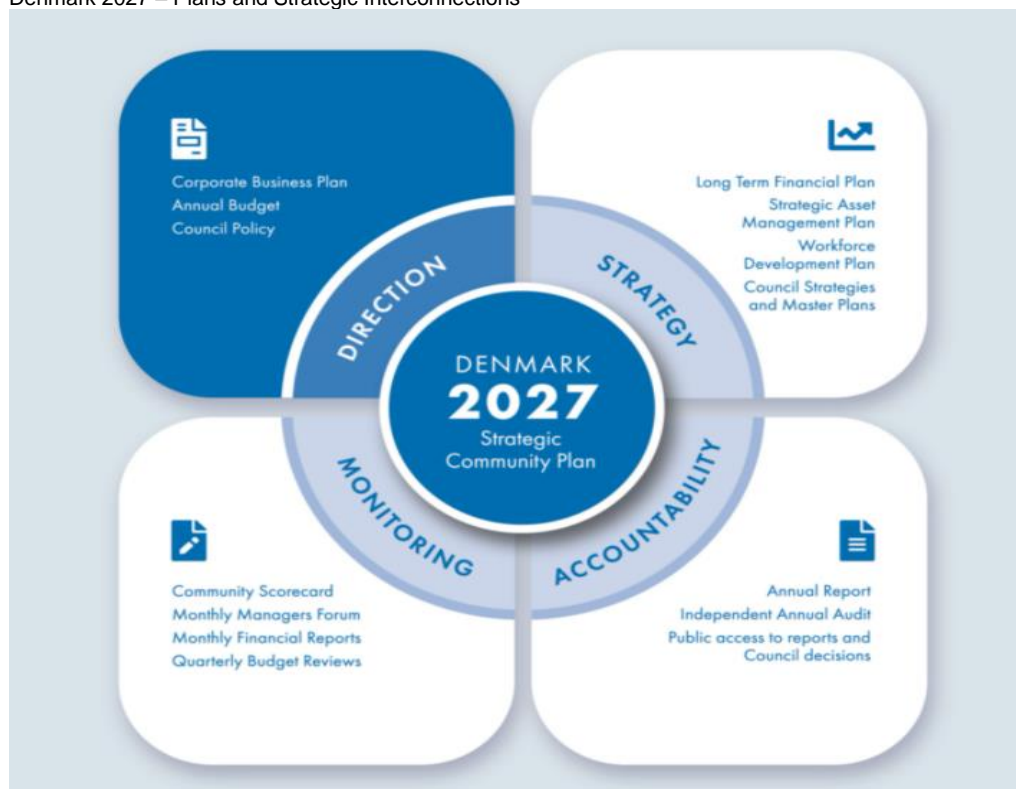 Denmark 2027 – Plans and Strategic Interconnections
Corporate Business Plan
Annual Budget
Council Policy
Long Term Financial Plan
Strategic Asset
Management Plan
Workforce
Development Plan
Council Strategies
and Master Plans
DIRECTION
STRATEGY
DENMARK
2027
Strategic
Community Plan
MONITORING
ACCOUNTABILITY
Community Scorecard
Monthly Managers Forum
Monthly Financial Reports
Quarterly Budget Reviews
Annual Report
Independent Annual Audit
Public access to reports and
Council decisions